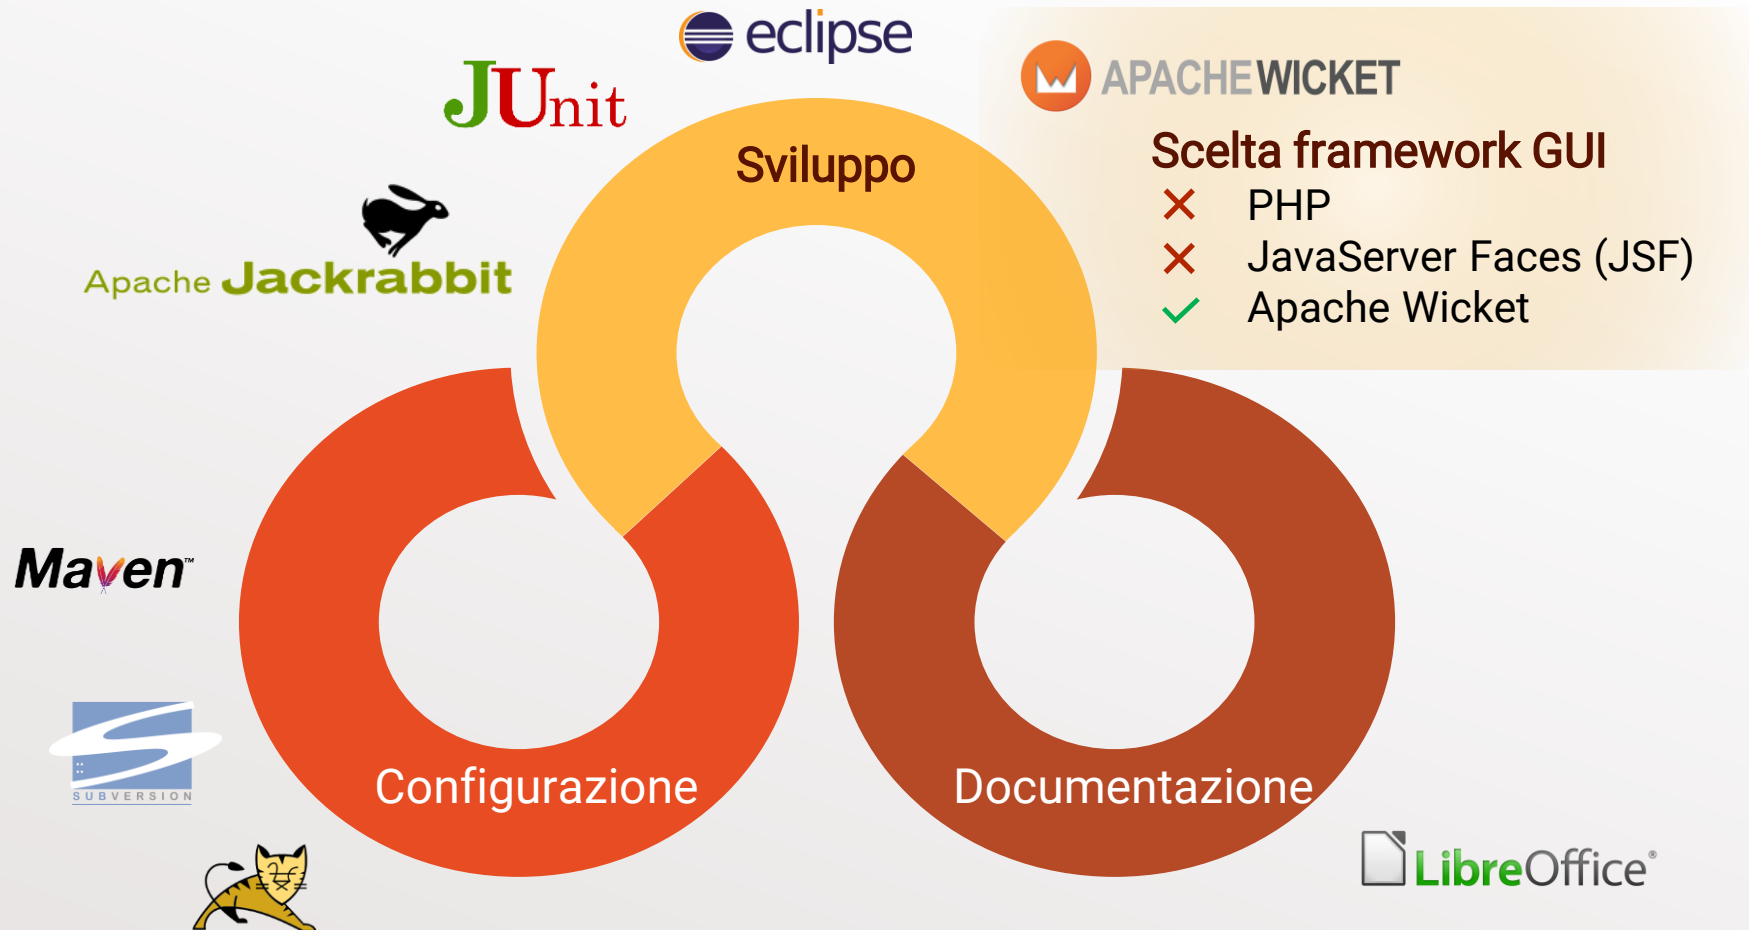 eclipse
JUnit
APACHE WICKET
Sviluppo
Scelta framework GUI
PHP
JavaServer Faces (JSF)
Apache Wicket
Apache Jackrabbit
Maven™
SUBVERSION
Configurazione
Documentazione
LibreOffice®